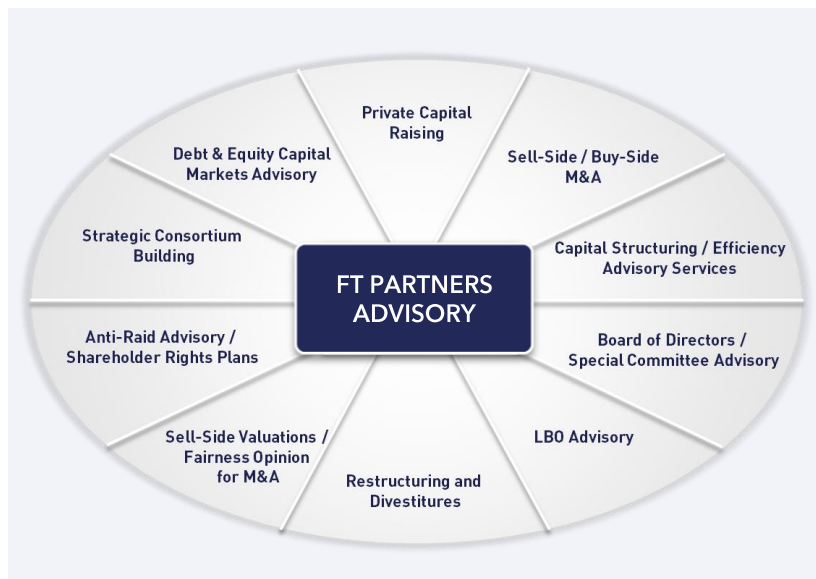 Private Capital
Raising
Debt & Equity Capital
Markets Advisory
Sell-Side / Buy-Side
M&A
Strategic Consortium
Building
Capital Structuring / Efficiency
Advisory Services
FT PARTNERS
ADVISORY
Anti-Raid Advisory /
Shareholder Rights Plans
Board of Directors /
Special Committee Advisory
Sell-Side Valuations /
Fairness Opinion
for M&A
LBO Advisory
Restructuring and
Divestitures